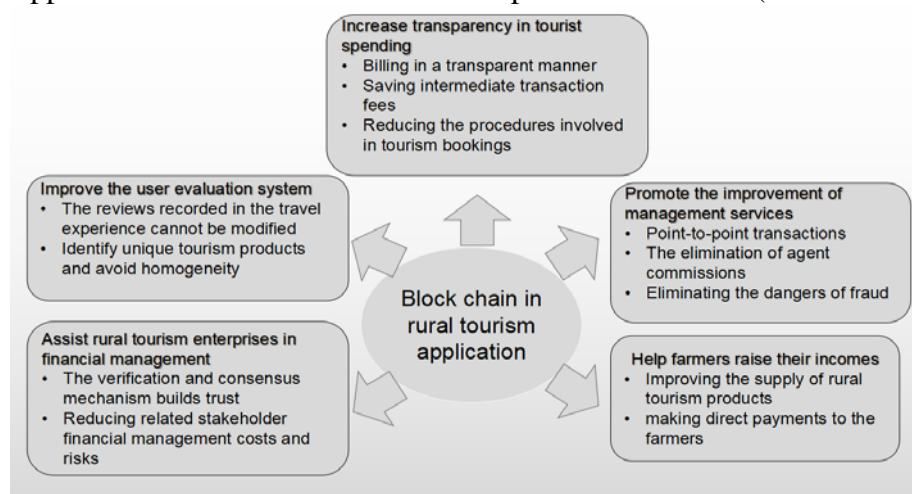 Increase transparency in tourist
spending
• Billing in a transparent manner
• Saving intermediate transaction
fees
• Reducing the procedures involved
in tourism bookings
Improve the user evaluation system
• The reviews recorded in the travel
experience cannot be modified
• Identify unique tourism products
and avoid homogeneity
Promote the improvement of
management services
• Point-to-point transactions
• The elimination of agent
commissions
• Eliminating the dangers of fraud
Block chain in
rural tourism
application
Assist rural tourism enterprises in
financial management
• The verification and consensus
mechanism builds trust
• Reducing related stakeholder
financial management costs and
risks
Help farmers raise their incomes
• Improving the supply of rural
tourism products
• making direct payments to the
farmers